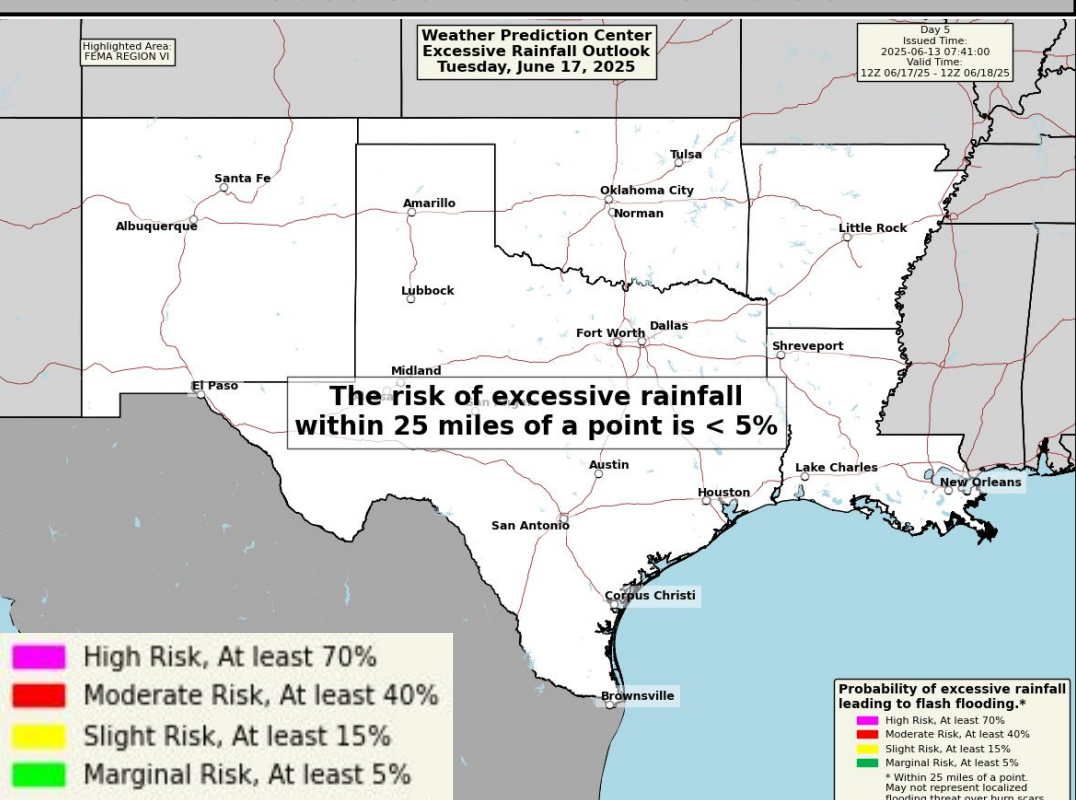 Highlighted Area:
FEMA REGION VI
Weather Prediction Center
Excessive Rainfall Outlook
Tuesday, June 17, 2025
Day 5
Issued Time:
2025-06-13 07:41:00
Valid Time:
12Z 06/17/25 - 12Z 06/18/25
Tulsa
Santa Fe
Oklahoma City
Amarillo
Norman
Albuquerque
Little Rock
Lubbock
Fort Worth
Dallas
Shreveport
Midland
El Paso
The risk of excessive rainfall
within 25 miles of a point is < 5%
Austin
Lake Charles
New Orleans
Houston
San Antonio
Corpus Christi
Brownsville
High Risk, At least 70%
Moderate Risk, At least 40%
Slight Risk, At least 15%
Marginal Risk, At least 5%
Probability of excessive rainfall
leading to flash flooding.*
High Risk, At least 70%
Moderate Risk, At least 40%
Slight Risk, At least 15%
Marginal Risk, At least 5%
* Within 25 miles of a point.
May not represent localized
flooding threat over burn scars